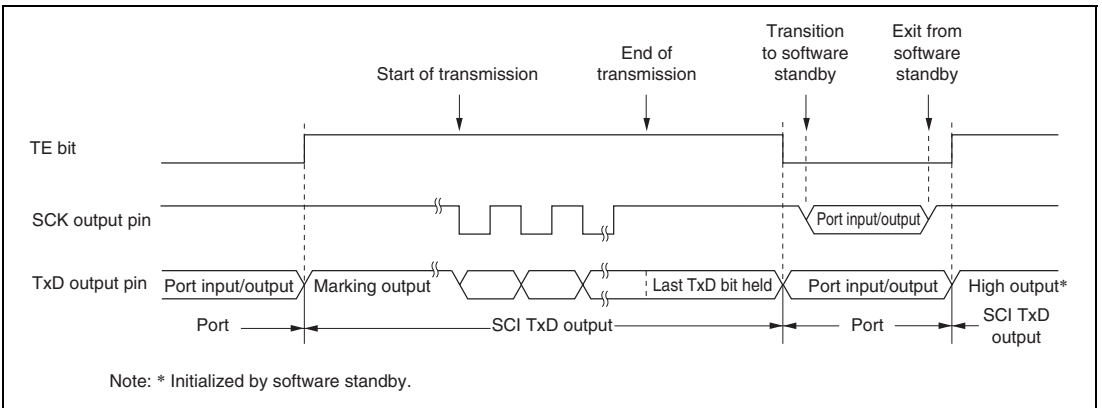 Start of transmission
End of
transmission
Transition
to software
standby
Exit from
software
standby
TE bit
SCK output pin
Port input/output
TxD output pin
Port input/output
Marking output
Last TxD bit held
Port input/output
High output*
Port
SCI TxD output
Port
SCI TxD
output
Note: * Initialized by software standby.